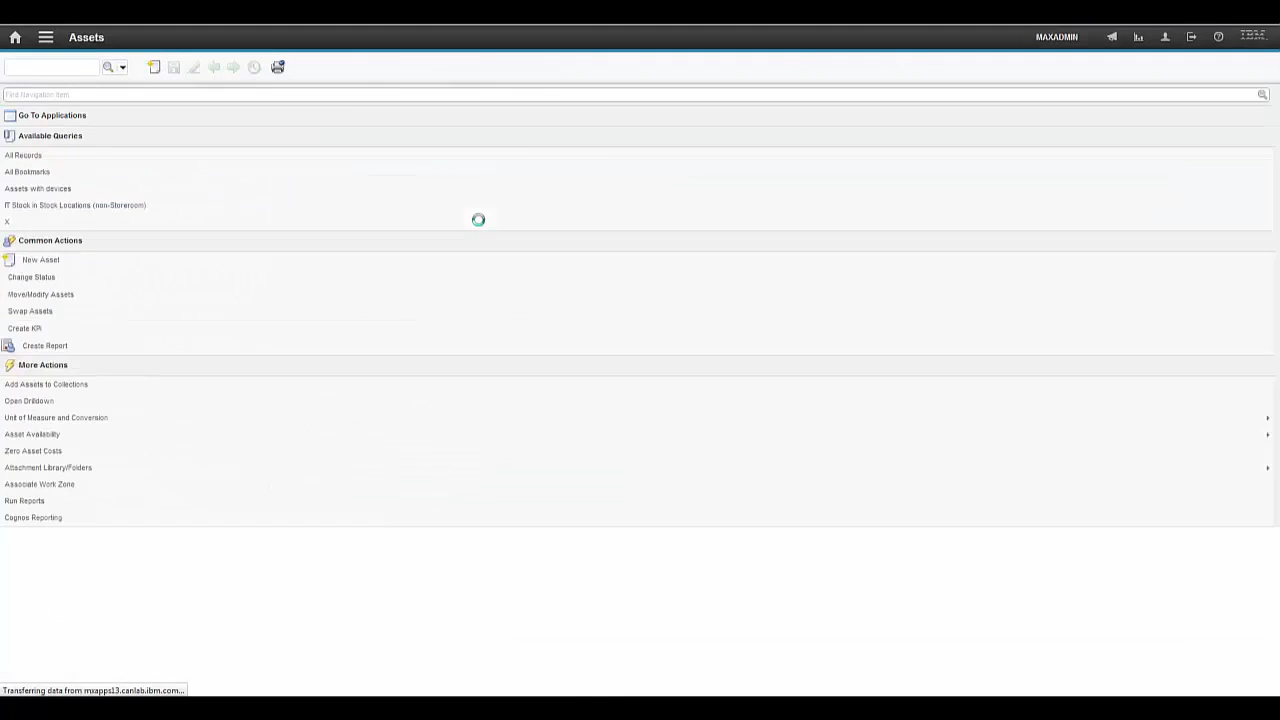 Assets
MAXADMIN
IBM.
Find Navigation Item
Go To Applications
Available Queries
All Records
All Bookmarks
Assets with devices
IT Stock in Stock Locations (non-Storeroom)
X
Common Actions
New Asset
Change Status
Move/Modify Assets
Swap Assets
Create KPI
Create Report
More Actions
Add Assets to Collections
Open Drilldown
Unit of Measure and Conversion
Asset Availability
Zero Asset Costs
Attachment Library/Folders
Associate Work Zone
Run Reports
Cognos Reporting
Transferring data from mxapps13.canlab.ibm.com...